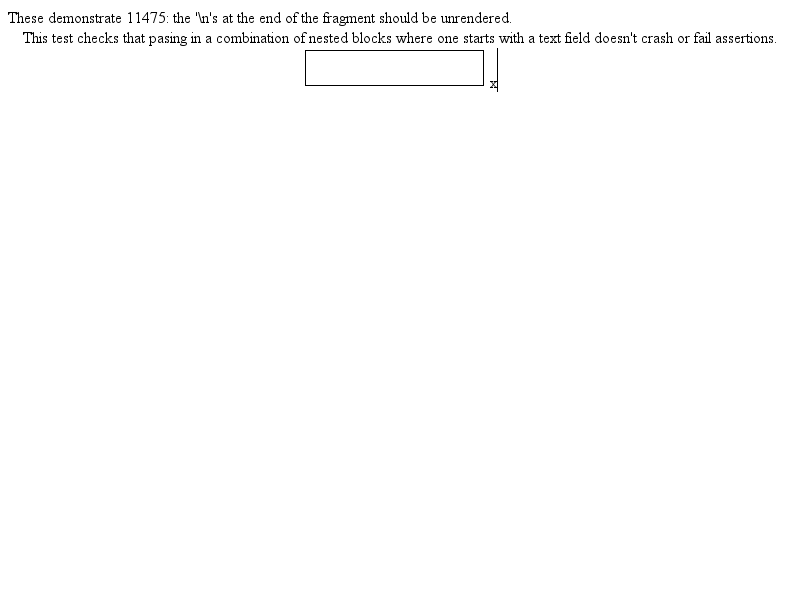 These demonstrate 11475: the '\n's at the end of the fragment should be unrendered.
This test checks that pasing in a combination of nested blocks where one starts with a text field doesn't crash or fail assertions.
x